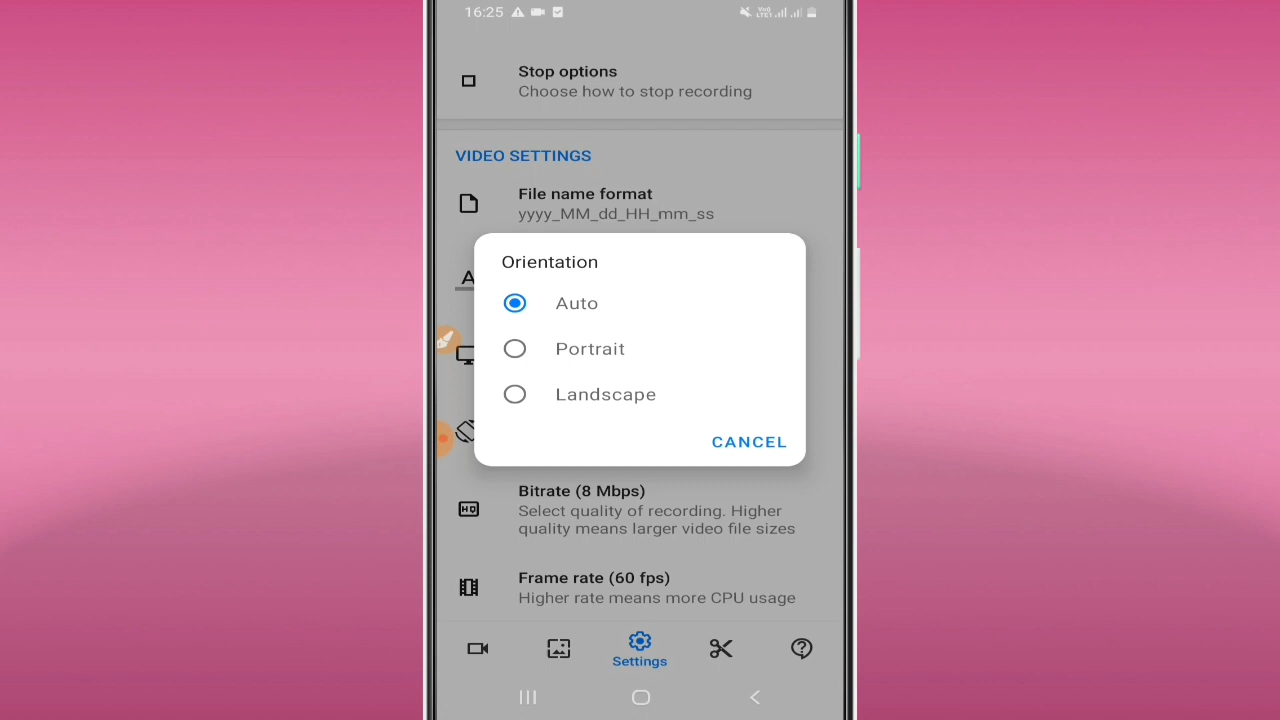 16:25
Stop options
Choose how to stop recording
VIDEO SETTINGS
File name format
yyyy_MM_dd_HH_mm_ss
A
Orientation
Auto
Portrait
Landscape
CANCEL
Bitrate (8 Mbps)
HQ
Select quality of recording. Higher
quality means larger video file sizes
Frame rate (60 fps)
Higher rate means more CPU usage
Settings